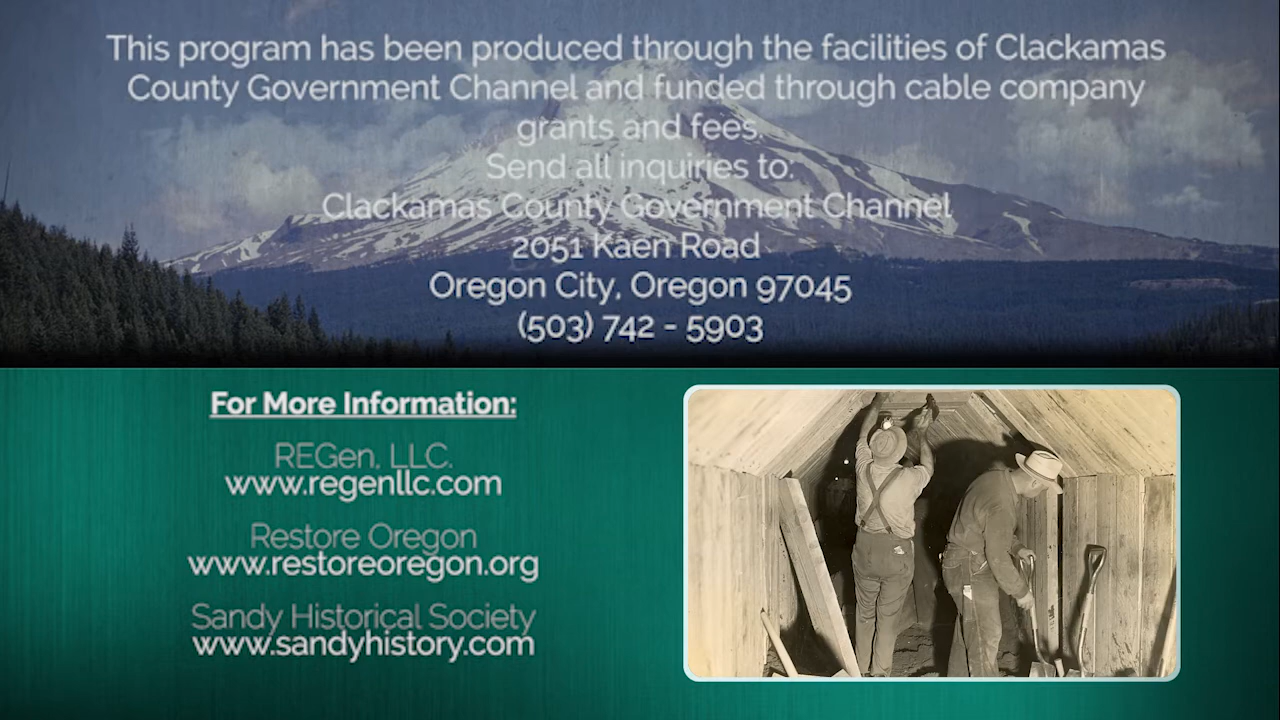 This program has been produced through the facilities of Clackamas
County Government Channel and funded through cable company
grants and fees.
Send all inquiries to:
Clackamas County Government Channel
2051 Kaen Road
Oregon City, Oregon 97045
(503) 742 - 5903
For More Information:
REGen, LLC.
www.regenllc.com
Restore Oregon
www.restoreoregon.org
Sandy Historical Society
www.sandyhistory.com